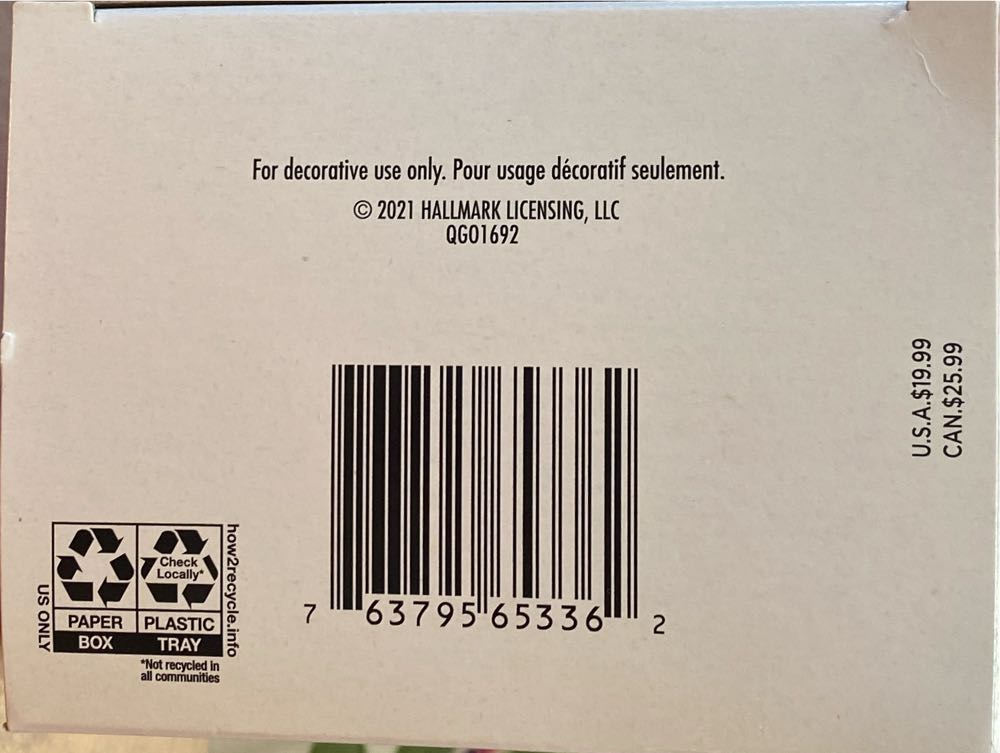 For decorative use only. Pour usage décoratif seulement.
© 2021 HALLMARK LICENSING, LLC
QGO1692
U.S.A.$19.99
CAN.$25.99
7 63795 65336 2
Check
Locally*
PAPER
PLASTIC
BOX
TRAY
US ONLY
how2recycle.info
*Not recycled in
all communities